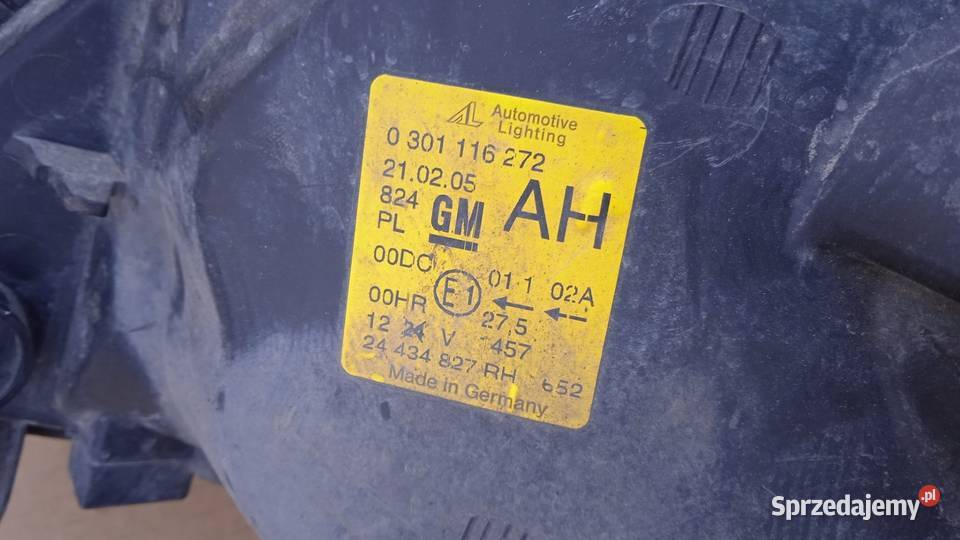 AL Automotive
Lighting
0 301 116 272
21.02.05
824
PL GM AH
00DC E1 01 1 02A
00HR 27,5
12 24 V 457
24 434 827 RH 652
Made in Germany
Sprzedajemy.pl